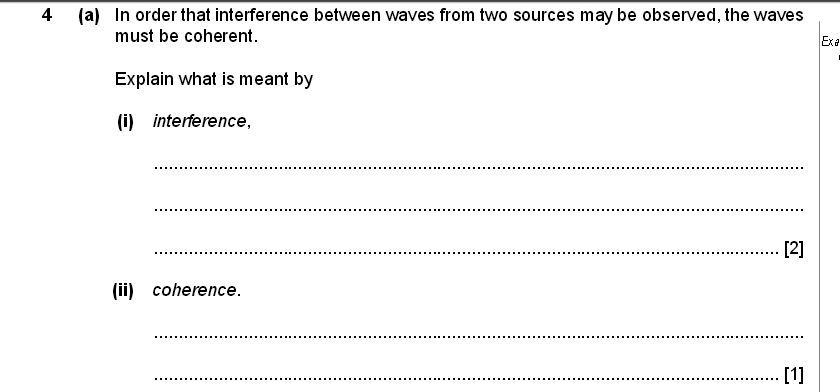 4 (a) In order that interference between waves from two sources may be observed, the waves
must be coherent.
Exa
Explain what is meant by
(i) interference,
..........................................................................................................................
..........................................................................................................................
..................................................................................................................... [2]
(ii) coherence.
..........................................................................................................................
..................................................................................................................... [1]